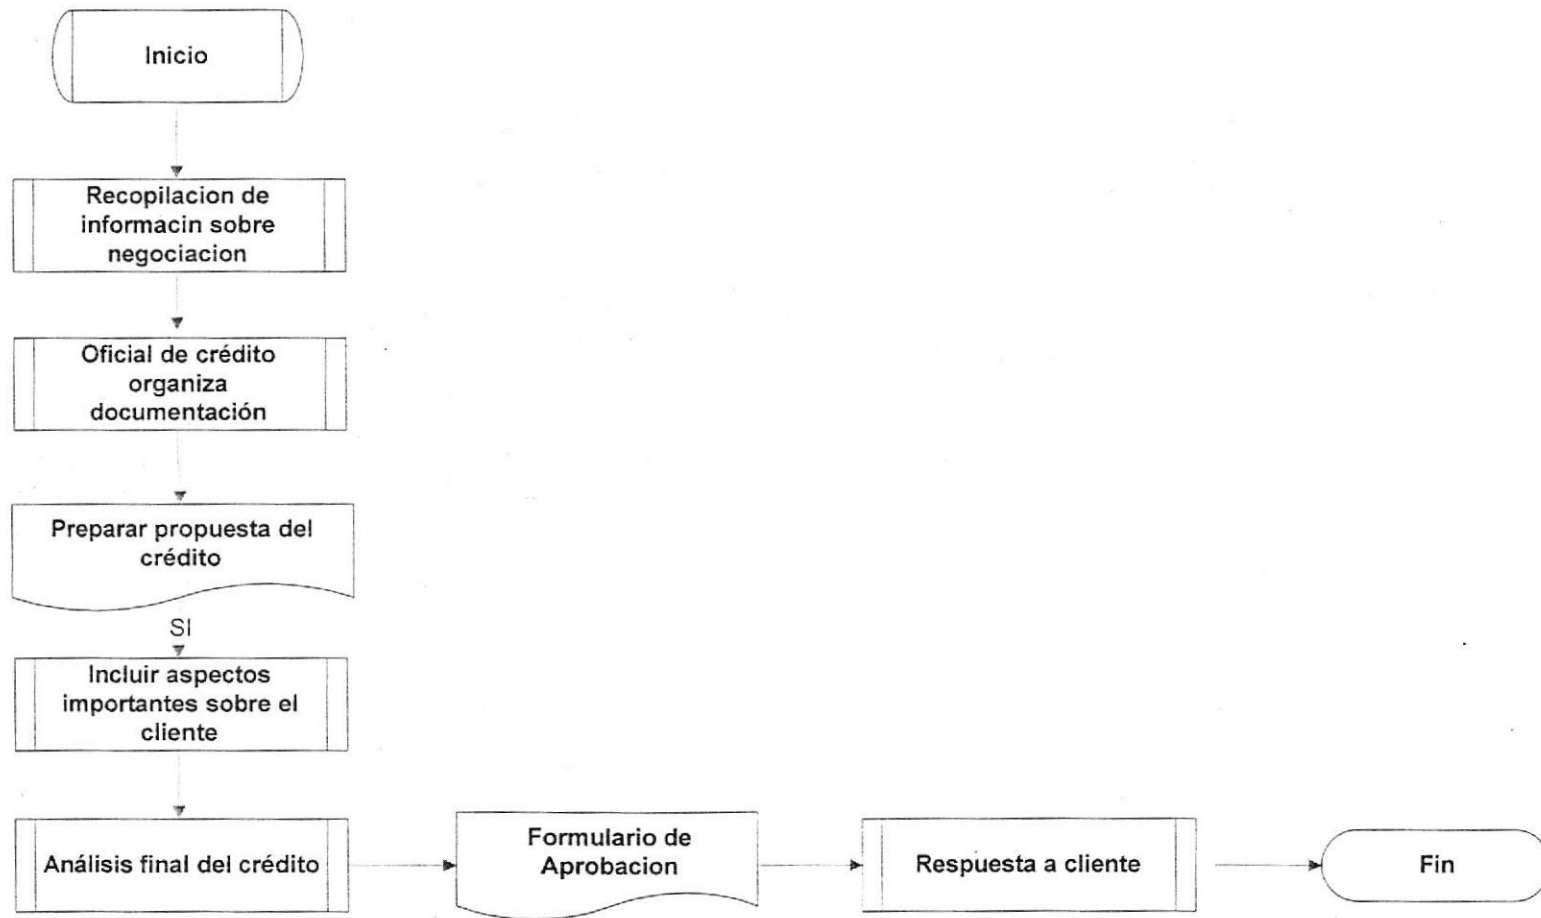 Inicio
Recopilacion de
informacin sobre
negociacion
Oficial de crédito
organiza
documentación
Preparar propuesta del
crédito
SI
Incluir aspectos
importantes sobre el
cliente
Análisis final del crédito
Formulario de
Aprobacion
Respuesta a cliente
Fin